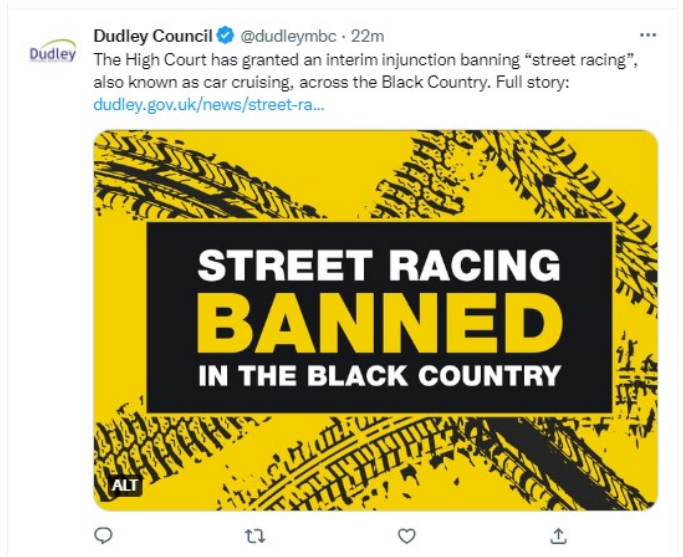 Dudley
Dudley Council @dudleymbc · 22m
The High Court has granted an interim injunction banning “street racing”,
also known as car cruising, across the Black Country. Full story:
dudley.gov.uk/news/street-ra...
STREET RACING
BANNED
IN THE BLACK COUNTRY
ALT